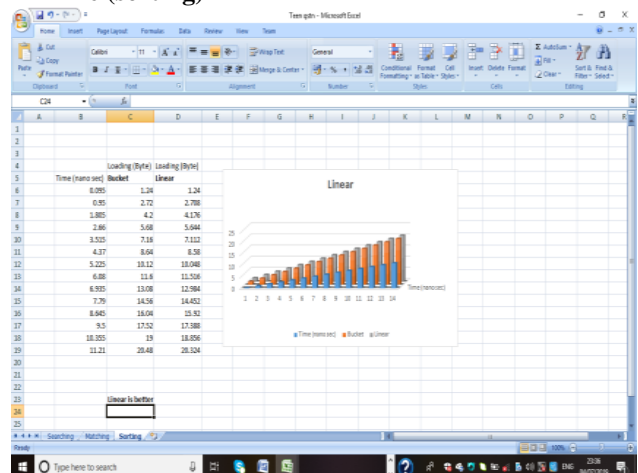 Teen sptn - Microsoft Excel
Home Insert Page Layout Formulas Data Review View Team
Cut
Copy
Format Painter
Paste
Clipboard
Calibri 11
Font
Wrap Text
Merge & Center
Alignment
General
Number
Conditional Formatting Format as Table Cell Styles
Styles
Insert Delete Format
Cells
AutoSum
Fill
Clear
Sort & Filter Find & Select
Editing
C24
A B C D E F G H I J K L M N O P Q R
Loading (Byte) Loading (Byte)
Time (nano sec) Bucket Linear
0.095 1.24 1.24
0.95 2.72 2.708
1.805 4.2 4.176
2.66 5.68 5.644
3.515 7.16 7.112
4.37 8.64 8.58
5.225 10.12 10.048
6.08 11.6 11.516
6.935 13.08 12.984
7.79 14.56 14.452
8.645 16.04 15.92
9.5 17.52 17.388
10.355 19 18.856
11.21 20.48 20.324
Linear is better
Linear
25
20
15
10
5
0
1 2 3 4 5 6 7 8 9 10 11 12 13 14
Time (nano sec)
Time (nano sec) Bucket Linear
Searching Matching Sorting
Ready 100%
Type here to search
ENG 23:06